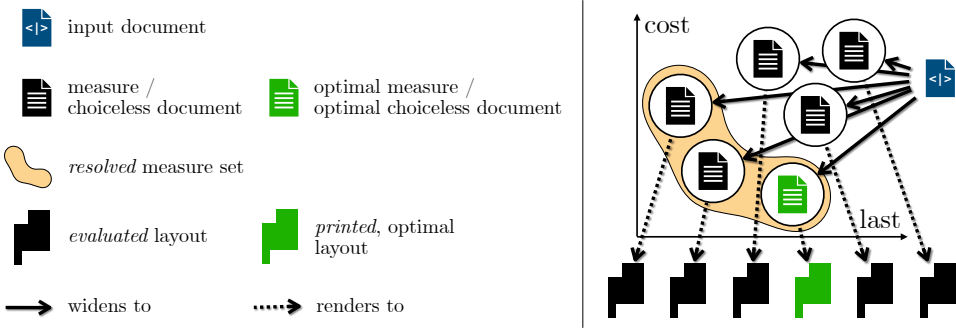 <|>
input document
measure /
choiceless document
optimal measure /
optimal choiceless document
resolved measure set
evaluated layout
printed, optimal
layout
widens to
renders to
cost
<|>
last